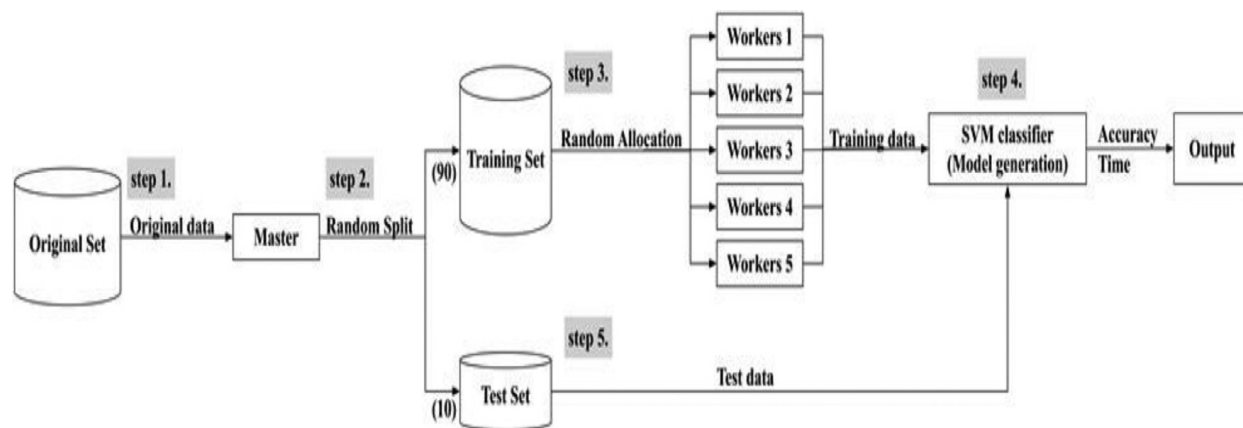 Original Set
step 1.
Original data
Master
step 2.
Random Split
(90)
Training Set
step 3.
Random Allocation
Workers 1
Workers 2
Workers 3
Workers 4
Workers 5
Training data
step 4.
SVM classifier
(Model generation)
Accuracy
Time
Output
(10)
Test Set
step 5.
Test data